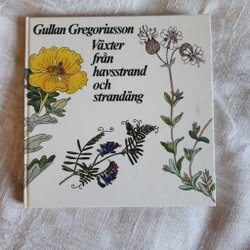 Gullan Gregoriusson
Växter
från
havsstrand
och
strandäng